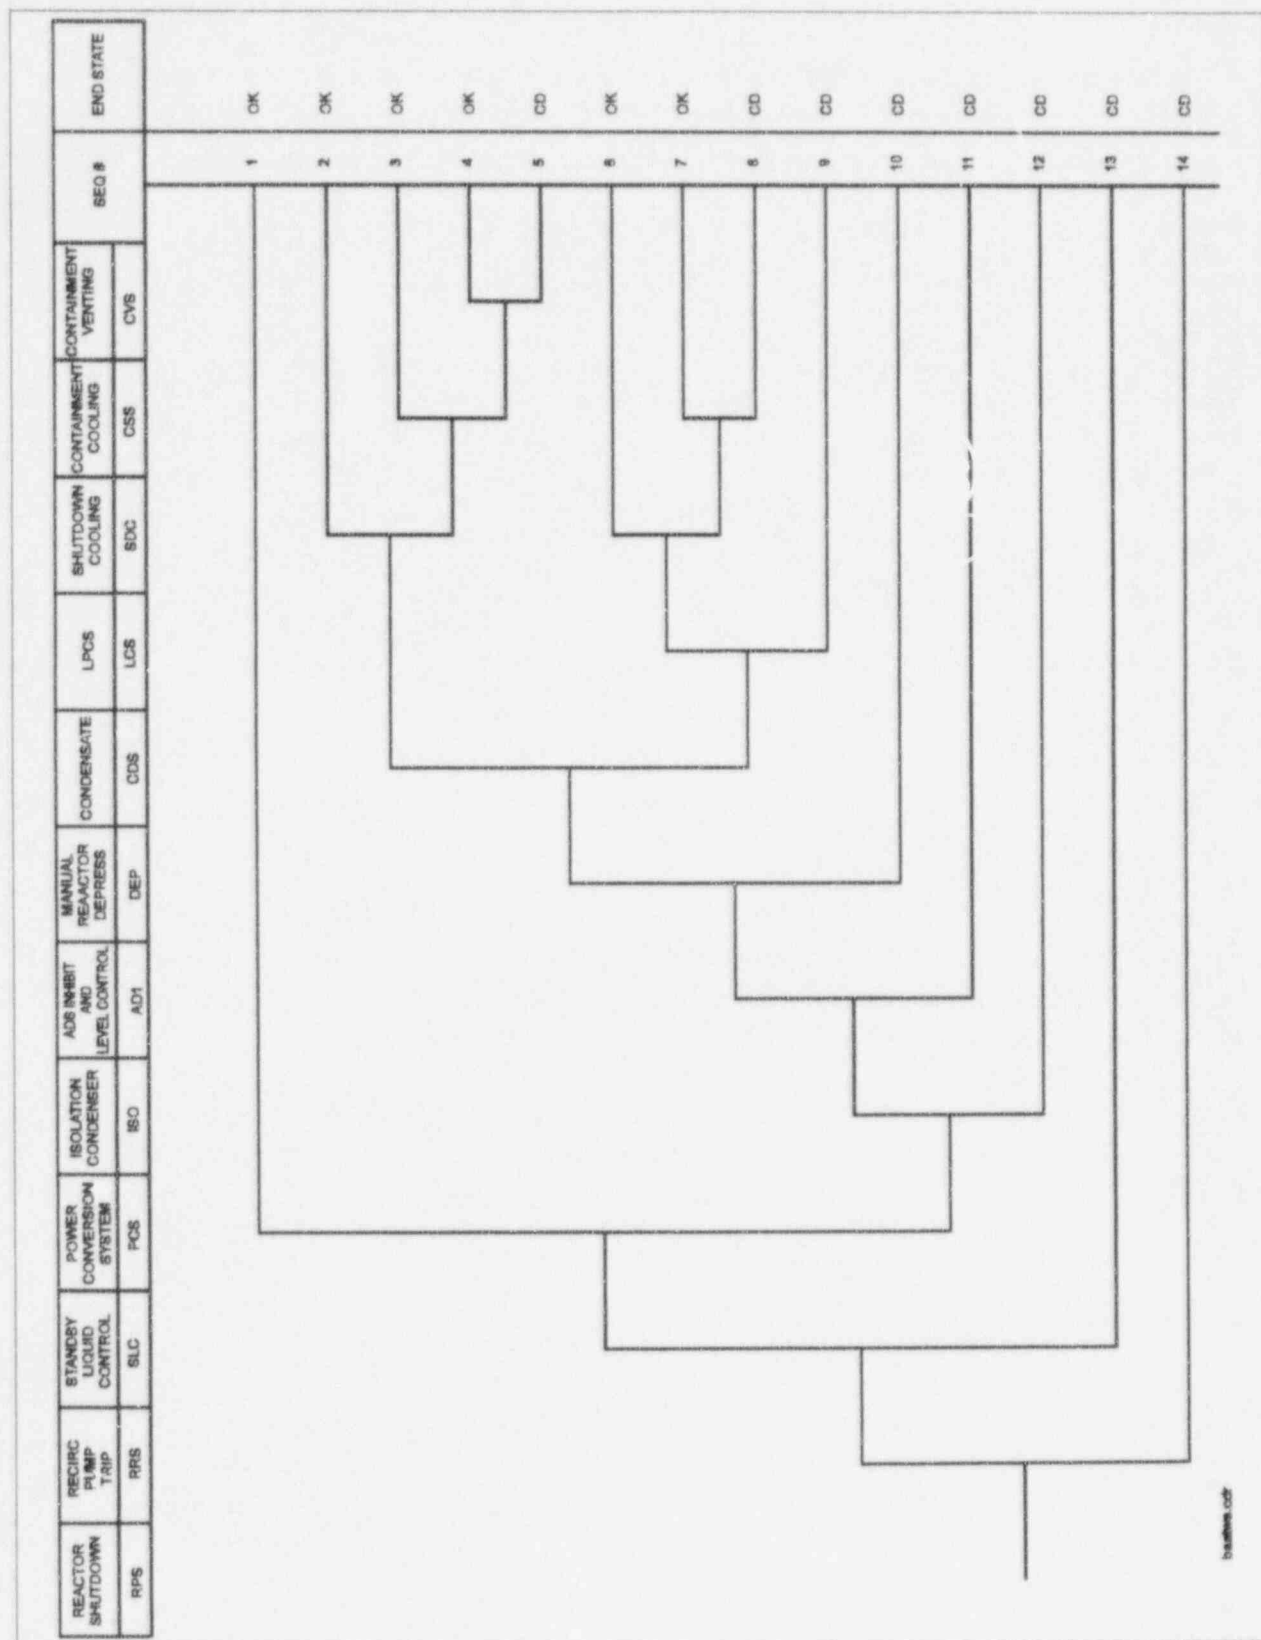 REACTOR
SHUTDOWN
RECIRC
PUMP
TRIP
STANDBY
LIQUID
CONTROL
POWER
CONVERSION
SYSTEM
ISOLATION
CONDENSER
ADS INHIBIT
AND
LEVEL CONTROL
MANUAL
REAACTOR
DEPRESS
CONDENSATE
LPCS
SHUTDOWN
COOLING
CONTAINMENT
COOLING
CONTAINMENT
VENTING
SEQ #
END STATE
RPS
RRS
SLC
PCS
ISO
AD1
DEP
CDS
LCS
SDC
CSS
CVS
1 OK
2 OK
3 OK
4 OK
5 CD
6 OK
7 OK
8 CD
9 CD
10 CD
11 CD
12 CD
13 CD
14 CD